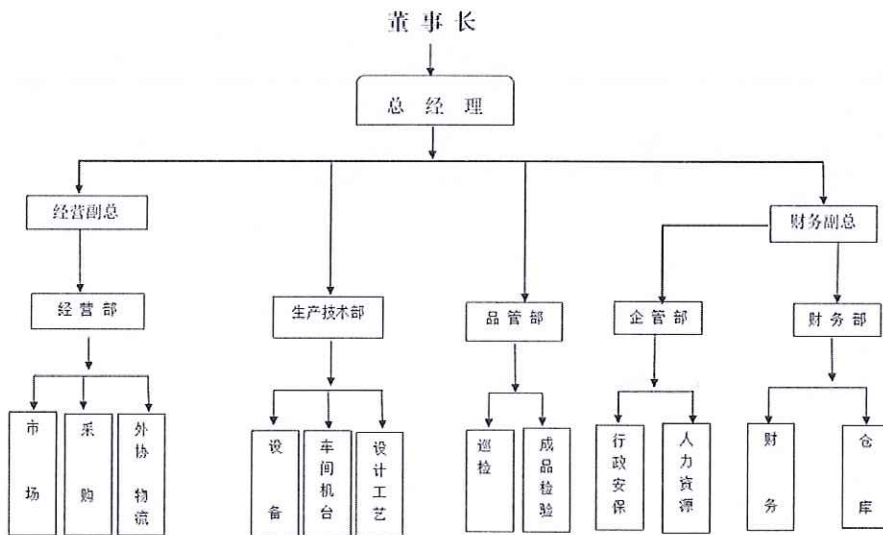 董事长
总经理
经营副总
财务副总
经营部
生产技术部
品管部
企管部
财务部
市场
采购
外协物流
设备
车间机台
设计工艺
巡检
成品检验
行政安保
人力资源
财务
仓库